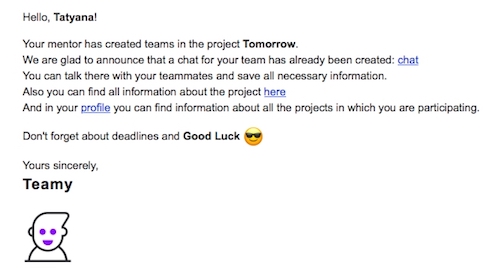 Hello, Tatyana!
Your mentor has created teams in the project Tomorrow.
We are glad to announce that a chat for your team has already been created: chat
You can talk there with your teammates and save all necessary information.
Also you can find all information about the project here
And in your profile you can find information about all the projects in which you are participating.
Don't forget about deadlines and Good Luck 😎
Yours sincerely,
Teamy